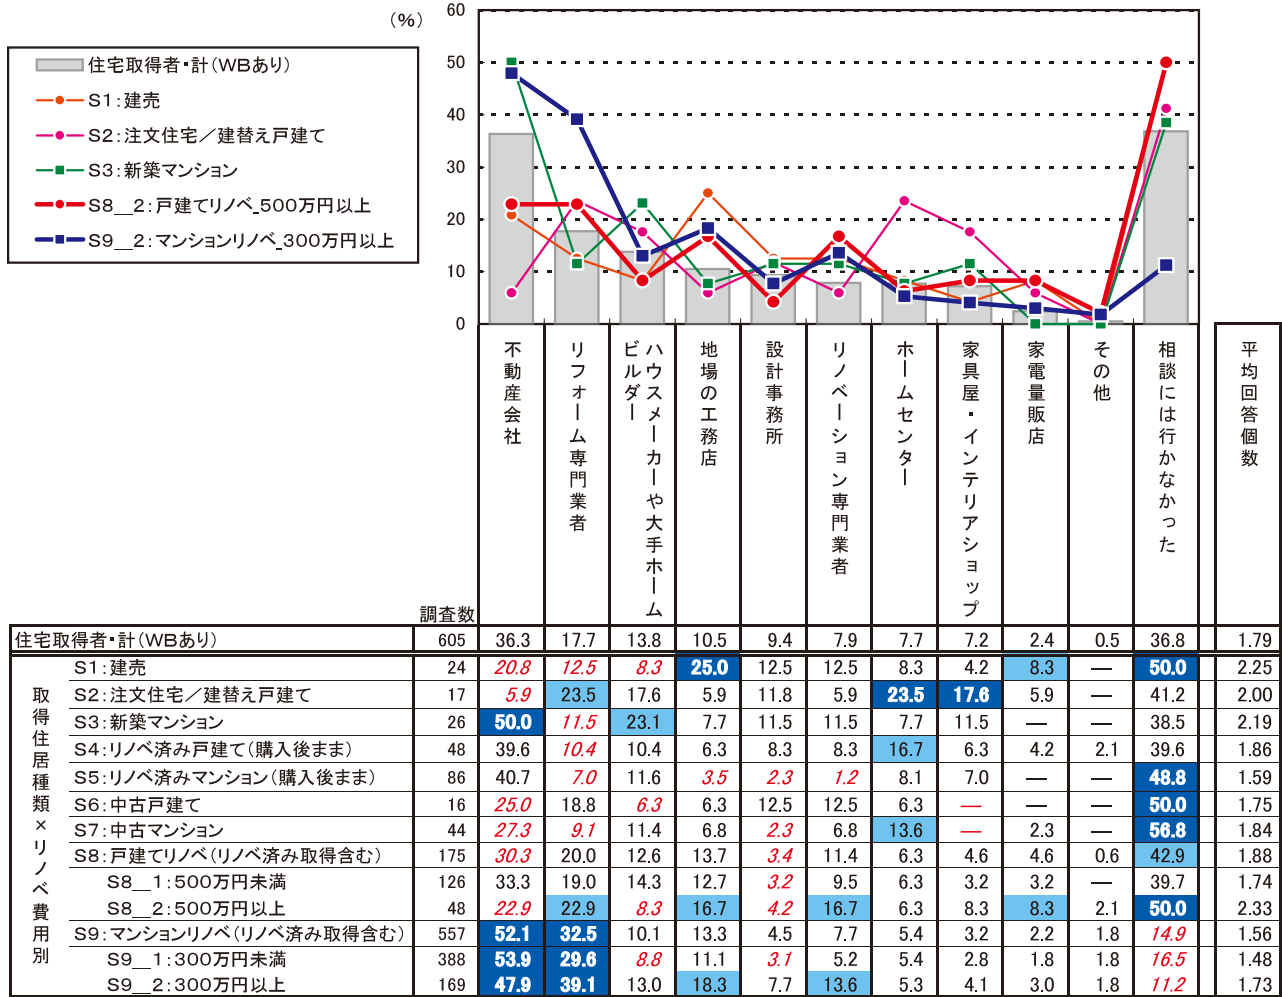 (%)
60
50
40
30
20
10
0
住宅取得者・計(WBあり)
S1:建売
S2:注文住宅／建替え戸建て
S3:新築マンション
S8__2:戸建てリノベ_500万円以上
S9__2:マンションリノベ_300万円以上
不動産会社
リフォーム専門業者
ハウスメーカーや大手ホーム
ビルダー
地場の工務店
設計事務所
リノベーション専門業者
ホームセンター
家具屋・インテリアショップ
家電量販店
その他
相談には行かなかった
平均回答個数
調査数
住宅取得者・計(WBあり) 605 36.3 17.7 13.8 10.5 9.4 7.9 7.7 7.2 2.4 0.5 36.8 1.79
取得住居種類×リノベ費用別
S1:建売 24 20.8 12.5 8.3 25.0 12.5 12.5 8.3 4.2 8.3 — 50.0 2.25
S2:注文住宅／建替え戸建て 17 5.9 23.5 17.6 5.9 11.8 5.9 23.5 17.6 5.9 — 41.2 2.00
S3:新築マンション 26 50.0 11.5 23.1 7.7 11.5 11.5 7.7 11.5 — — 38.5 2.19
S4:リノベ済み戸建て(購入後まま) 48 39.6 10.4 10.4 6.3 8.3 8.3 16.7 6.3 4.2 2.1 39.6 1.86
S5:リノベ済みマンション(購入後まま) 86 40.7 7.0 11.6 3.5 2.3 1.2 8.1 7.0 — — 48.8 1.59
S6:中古戸建て 16 25.0 18.8 6.3 6.3 12.5 12.5 6.3 — — — 50.0 1.75
S7:中古マンション 44 27.3 9.1 11.4 6.8 2.3 6.8 13.6 — 2.3 — 56.8 1.84
S8:戸建てリノベ(リノベ済み取得含む) 175 30.3 20.0 12.6 13.7 3.4 11.4 6.3 4.6 4.6 0.6 42.9 1.88
S8__1:500万円未満 126 33.3 19.0 14.3 12.7 3.2 9.5 6.3 3.2 3.2 — 39.7 1.74
S8__2:500万円以上 48 22.9 22.9 8.3 16.7 4.2 16.7 6.3 8.3 8.3 2.1 50.0 2.33
S9:マンションリノベ(リノベ済み取得含む) 557 52.1 32.5 10.1 13.3 4.5 7.7 5.4 3.2 2.2 1.8 14.9 1.56
S9__1:300万円未満 388 53.9 29.6 8.8 11.1 3.1 5.2 5.4 2.8 1.8 1.8 16.5 1.48
S9__2:300万円以上 169 47.9 39.1 13.0 18.3 7.7 13.6 5.3 4.1 3.0 1.8 11.2 1.73